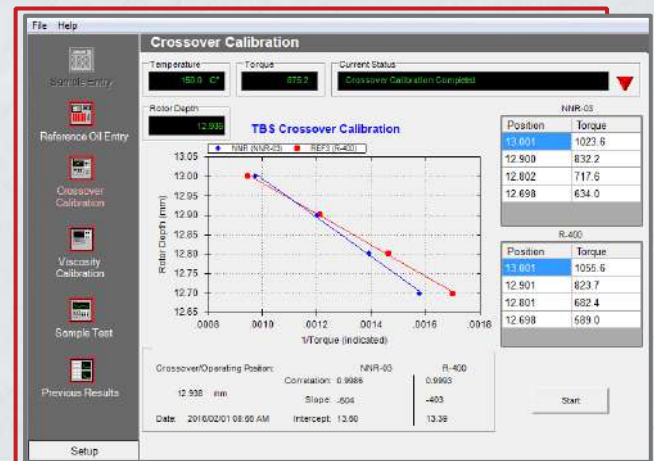 File Help
Crossover Calibration
Sample Entry
Reference Oil Entry
Crossover
Calibration
Viscosity
Calibration
Sample Test
Previous Results
Setup
Temperature
150.0 C°
Torque
875.2
Current Status
Crossover Calibration Completed
Rotor Depth
12.938
TBS Crossover Calibration
NNR (NNR-03) REF3 (R-400)
Rotor Depth (mm)
13.05
13.00
12.95
12.90
12.85
12.80
12.75
12.70
12.65
.0008 .0010 .0012 .0014 .0016 .0018
1/Torque (indicated)
NNR-03
Position Torque
13.001 1023.6
12.900 832.2
12.802 717.6
12.698 634.0
R-400
Position Torque
13.001 1055.6
12.901 823.7
12.801 682.4
12.698 589.0
Crossover/Operating Position: NNR-03 R-400
Correlation: 0.9986 0.9993
12.938 mm
Slope: -604 -403
Date: 2016/02/01 08:56 AM Intercept: 13.60 13.39
Start